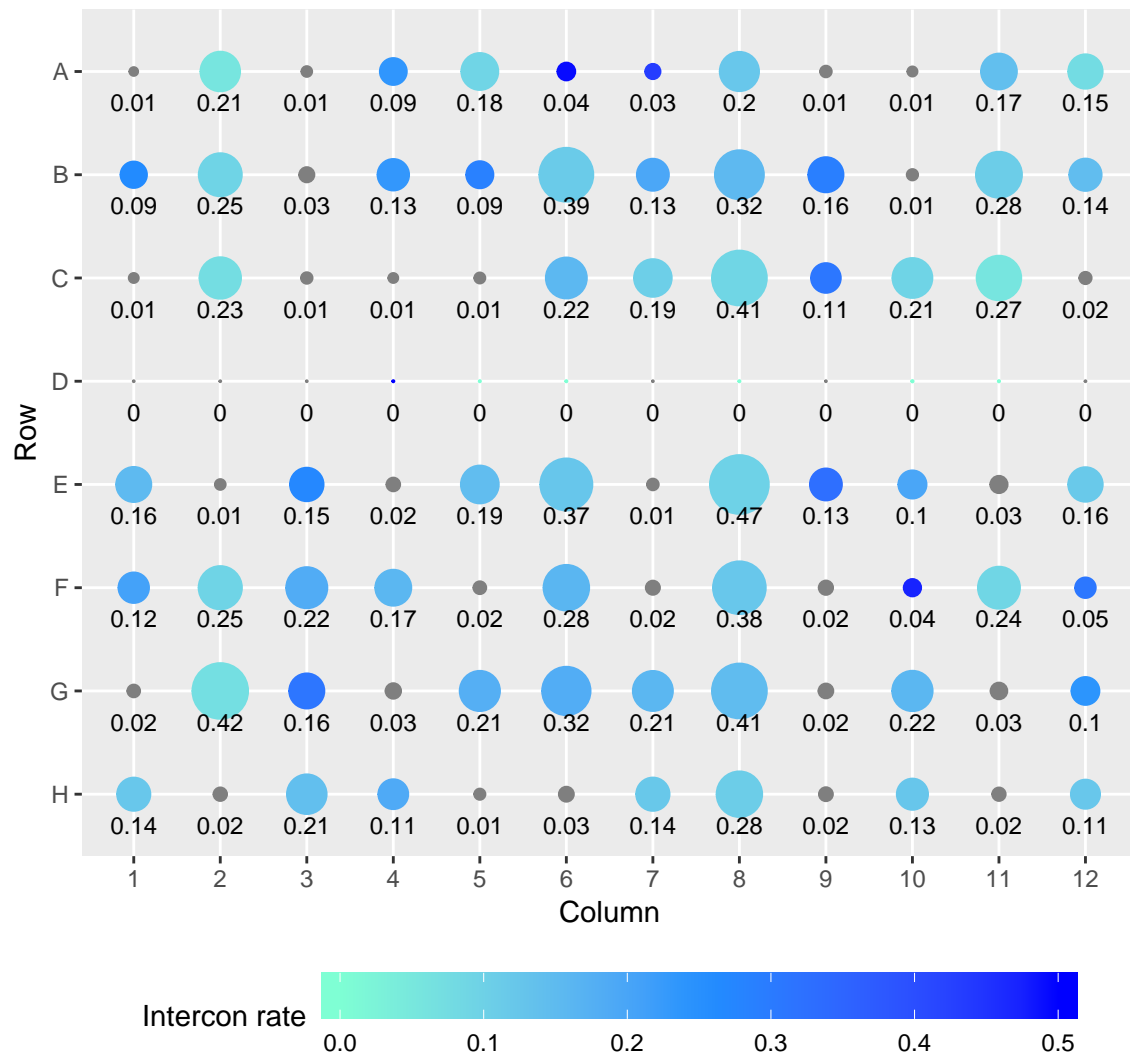 A
0.01 0.21 0.01 0.09 0.18 0.04 0.03 0.2 0.01 0.01 0.17 0.15
B
0.09 0.25 0.03 0.13 0.09 0.39 0.13 0.32 0.16 0.01 0.28 0.14
C
0.01 0.23 0.01 0.01 0.01 0.22 0.19 0.41 0.11 0.21 0.27 0.02
D
0 0 0 0 0 0 0 0 0 0 0 0
Row
E
0.16 0.01 0.15 0.02 0.19 0.37 0.01 0.47 0.13 0.1 0.03 0.16
F
0.12 0.25 0.22 0.17 0.02 0.28 0.02 0.38 0.02 0.04 0.24 0.05
G
0.02 0.42 0.16 0.03 0.21 0.32 0.21 0.41 0.02 0.22 0.03 0.1
H
0.14 0.02 0.21 0.11 0.01 0.03 0.14 0.28 0.02 0.13 0.02 0.11
1 2 3 4 5 6 7 8 9 10 11 12
Column
Intercon rate
0.0 0.1 0.2 0.3 0.4 0.5